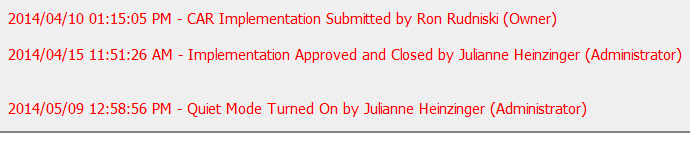 2014/04/10 01:15:05 PM - CAR Implementation Submitted by Ron Rudniski (Owner)
2014/04/15 11:51:26 AM - Implementation Approved and Closed by Julianne Heinzinger (Administrator)
2014/05/09 12:58:56 PM - Quiet Mode Turned On by Julianne Heinzinger (Administrator)